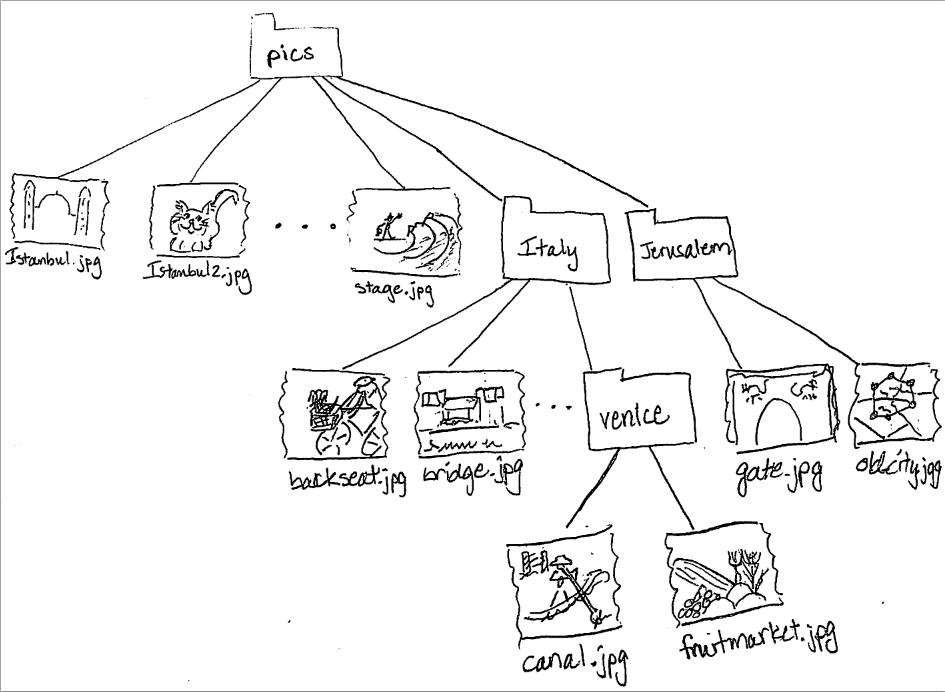 pics
Istanbul.jpg
Istanbul2.jpg
stage.jpg
Italy
Jerusalem
backseat.jpg
bridge.jpg
venice
gate.jpg
oldcity.jpg
canal.jpg
fruitmarket.jpg